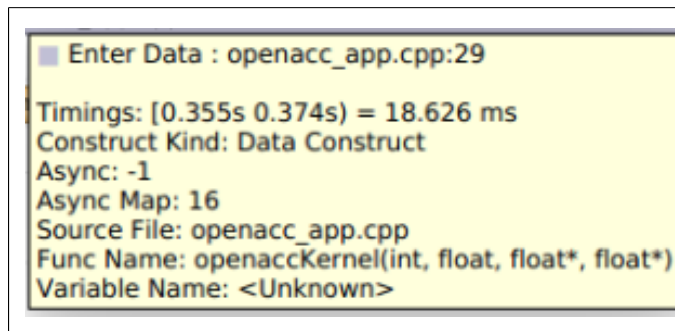 Enter Data : openacc_app.cpp:29
Timings: [0.355s 0.374s) = 18.626 ms
Construct Kind: Data Construct
Async: -1
Async Map: 16
Source File: openacc_app.cpp
Func Name: openaccKernel(int, float, float*, float*)
Variable Name: <Unknown>